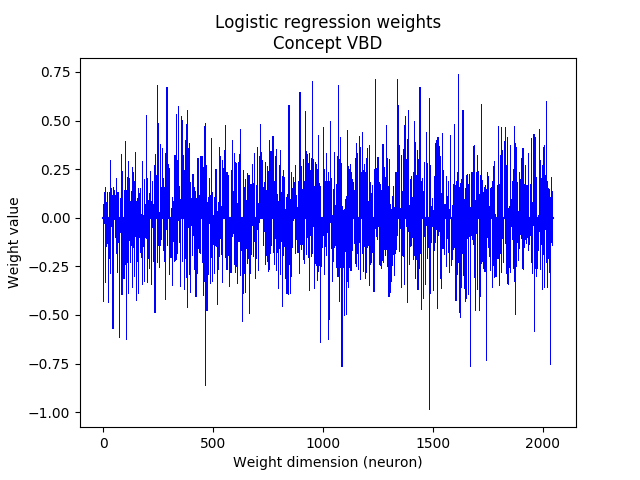 Logistic regression weights
Concept VBD
0.75
0.50
0.25
0.00
−0.25
−0.50
−0.75
−1.00
Weight value
0 500 1000 1500 2000
Weight dimension (neuron)